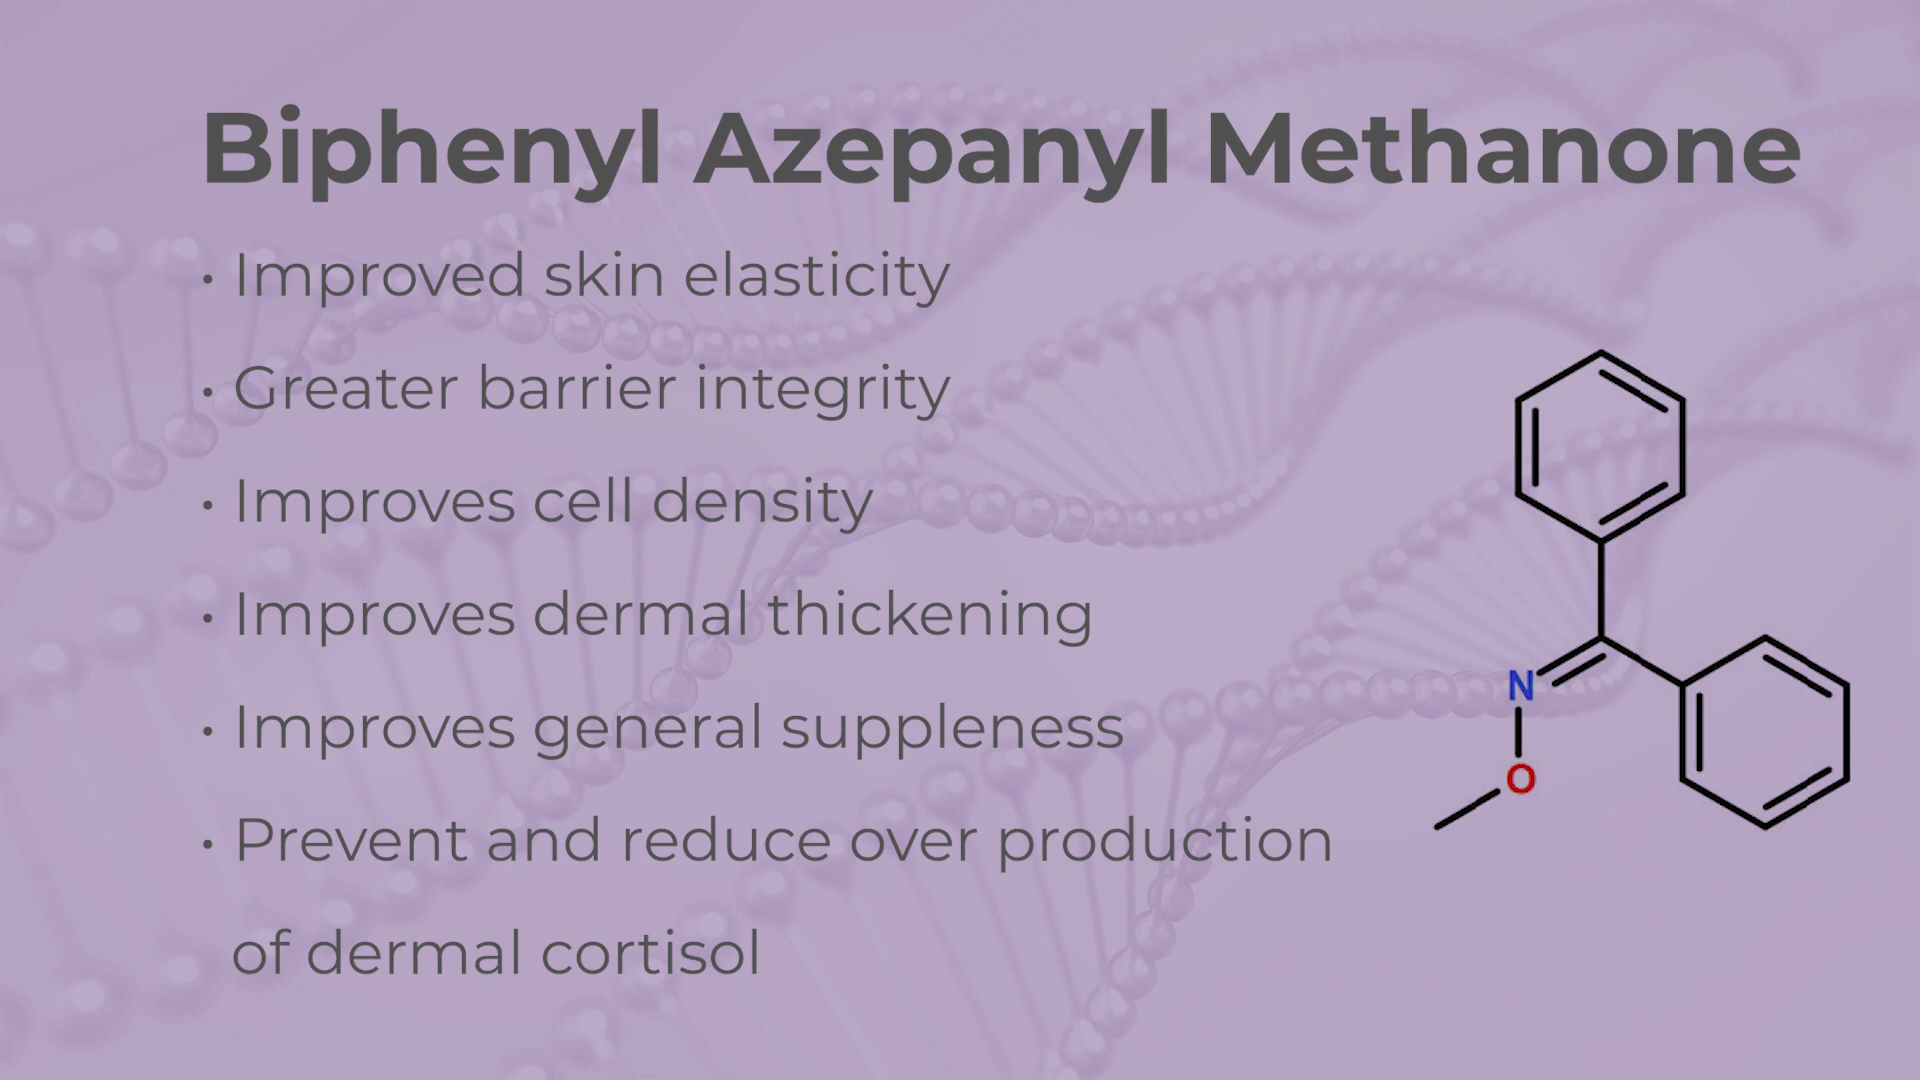 Biphenyl Azepanyl Methanone
• Improved skin elasticity
• Greater barrier integrity
• Improves cell density
• Improves dermal thickening
• Improves general suppleness
• Prevent and reduce over production
of dermal cortisol
N
O